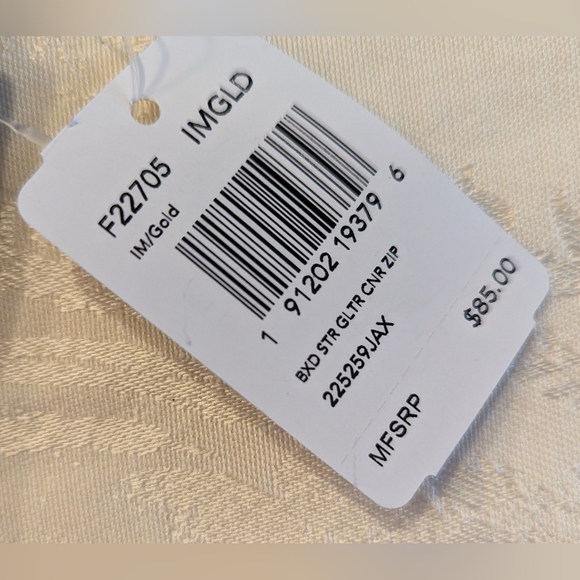 F22705 IMGLD
IM/Gold
1 91202 19379 6
BXD STR GLTR CNR ZIP
225259JAX
MFSRP $85.00